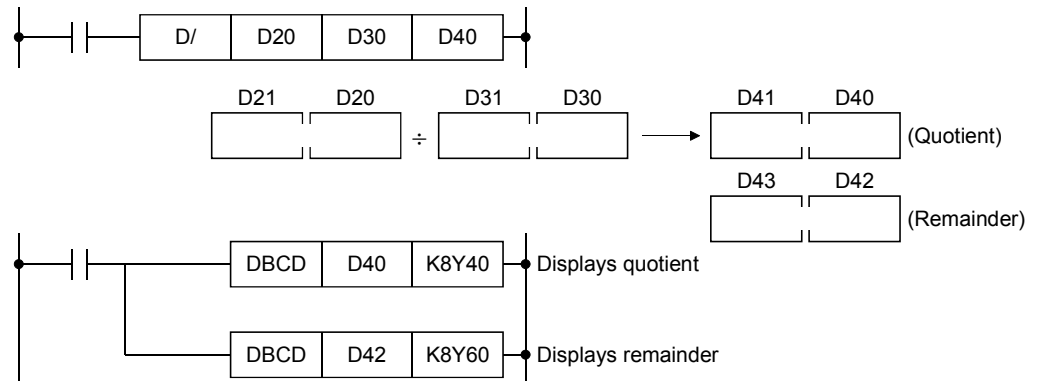 D/ D20 D30 D40
D21 D20 D31 D30 D41 D40
÷ (Quotient)
D43 D42
(Remainder)
DBCD D40 K8Y40 Displays quotient
DBCD D42 K8Y60 Displays remainder